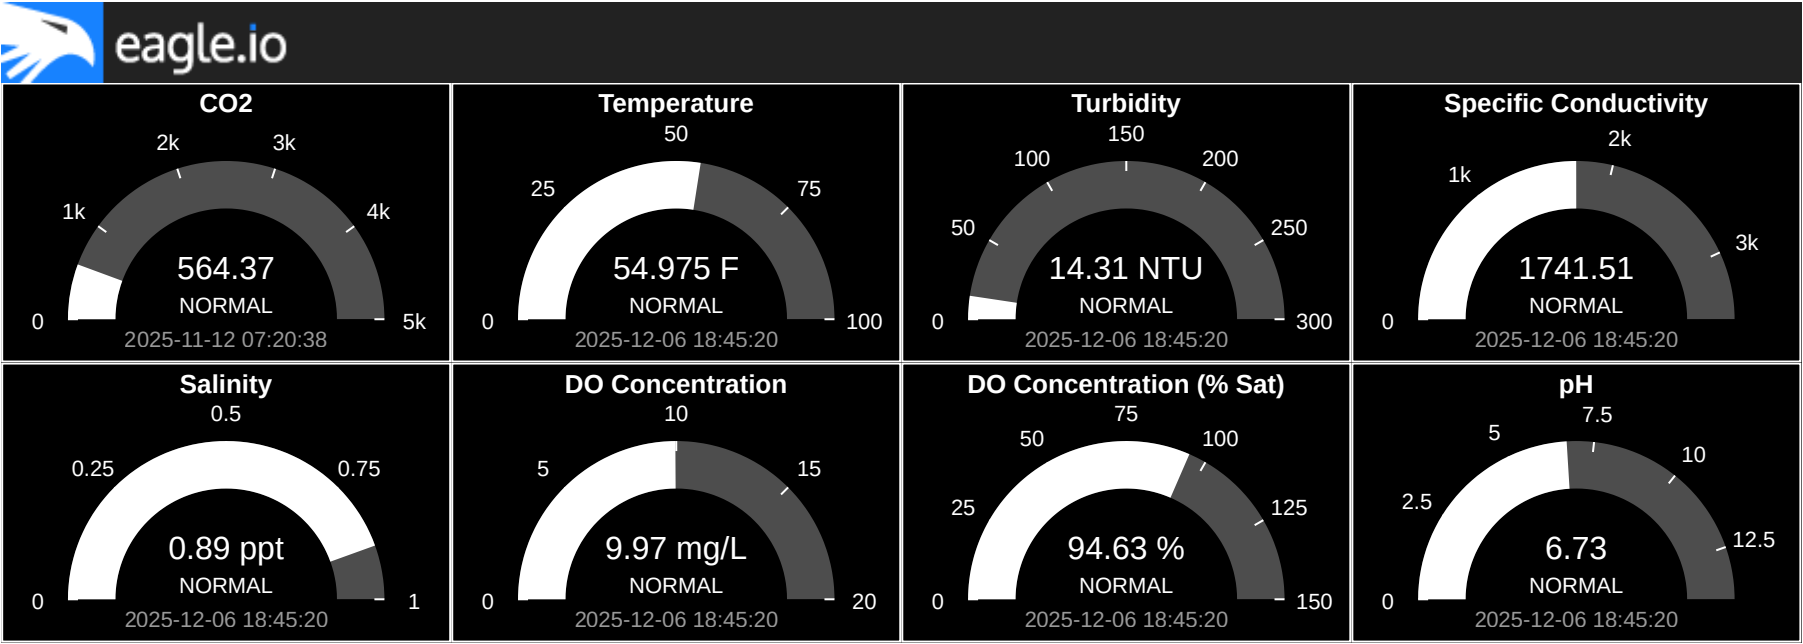 eagle.io
CO2
0
1k
2k
3k
4k
5k
564.37
NORMAL
2025-11-12 07:20:38
Temperature
0
25
50
75
100
54.975 F
NORMAL
2025-12-06 18:45:20
Turbidity
0
50
100
150
200
250
300
14.31 NTU
NORMAL
2025-12-06 18:45:20
Specific Conductivity
0
1k
2k
3k
1741.51
NORMAL
2025-12-06 18:45:20
Salinity
0
0.25
0.5
0.75
1
0.89 ppt
NORMAL
2025-12-06 18:45:20
DO Concentration
0
5
10
15
20
9.97 mg/L
NORMAL
2025-12-06 18:45:20
DO Concentration (% Sat)
0
25
50
75
100
125
150
94.63 %
NORMAL
2025-12-06 18:45:20
pH
0
2.5
5
7.5
10
12.5
6.73
NORMAL
2025-12-06 18:45:20